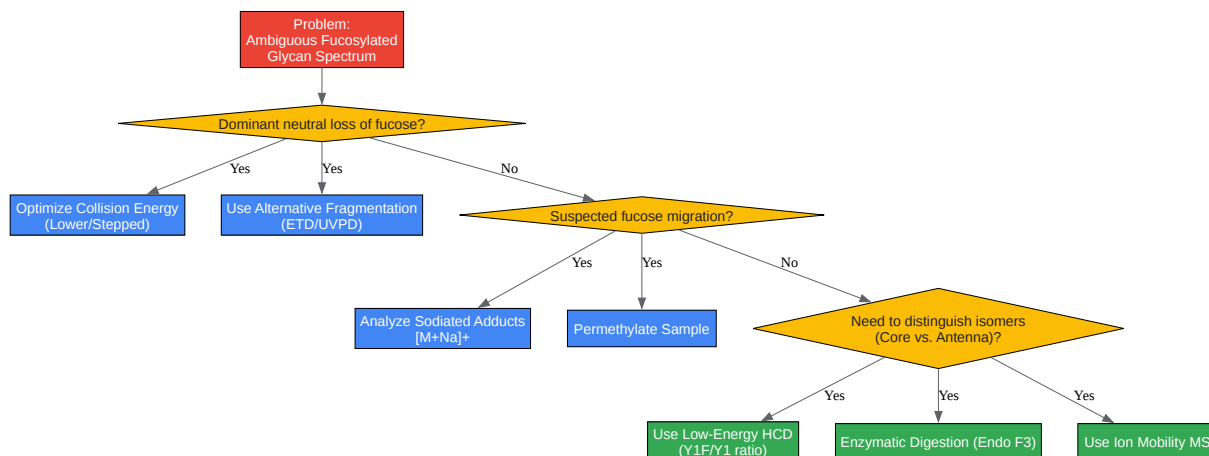 Problem:
Ambiguous Fucosylated
Glycan Spectrum
Dominant neutral loss of fucose?
Yes
Yes
No
Optimize Collision Energy
(Lower/Stepped)
Use Alternative Fragmentation
(ETD/UVPD)
Suspected fucose migration?
Yes
Yes
No
Analyze Sodiated Adducts
[M+Na]+
Permethylate Sample
Need to distinguish isomers
(Core vs. Antenna)?
Yes
Yes
Yes
Use Low-Energy HCD
(Y1F/Y1 ratio)
Enzymatic Digestion (Endo F3)
Use Ion Mobility MS